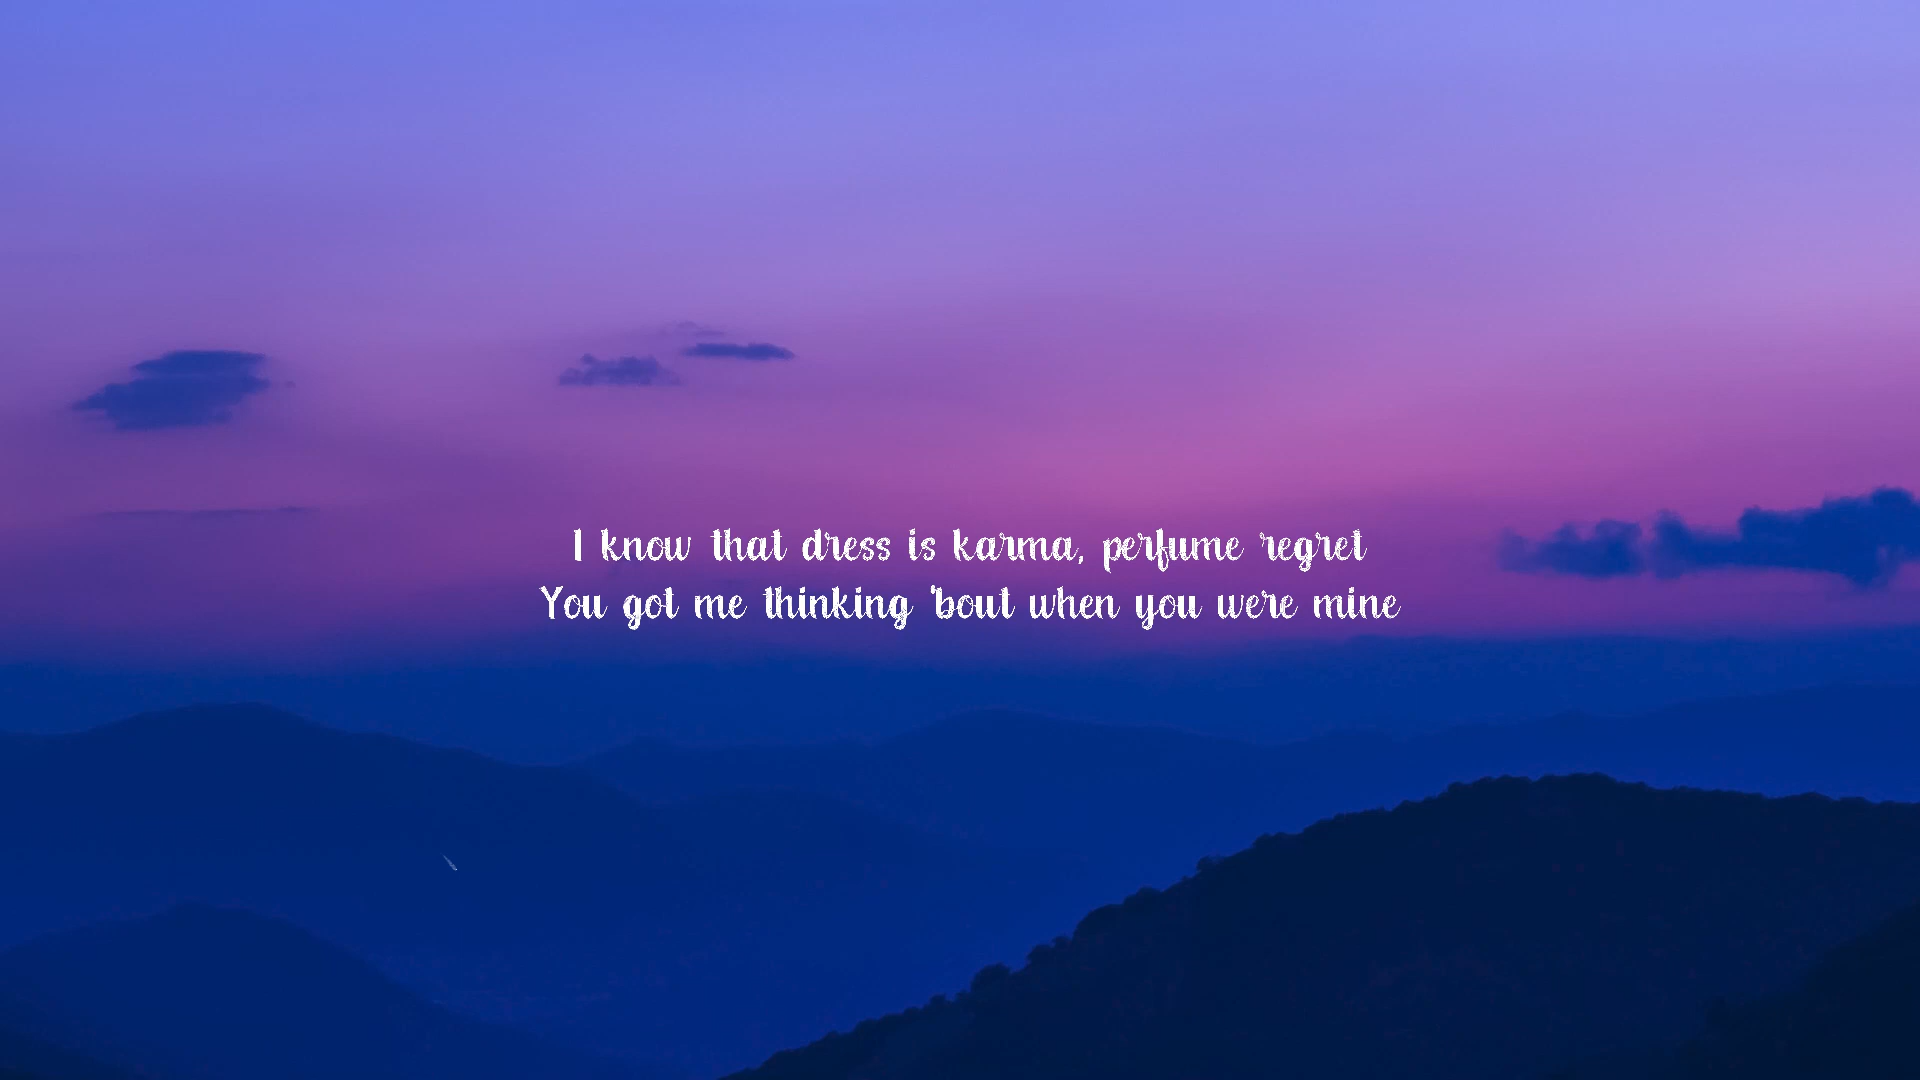 I know that dress is karma, perfume regret
You got me thinking 'bout when you were mine